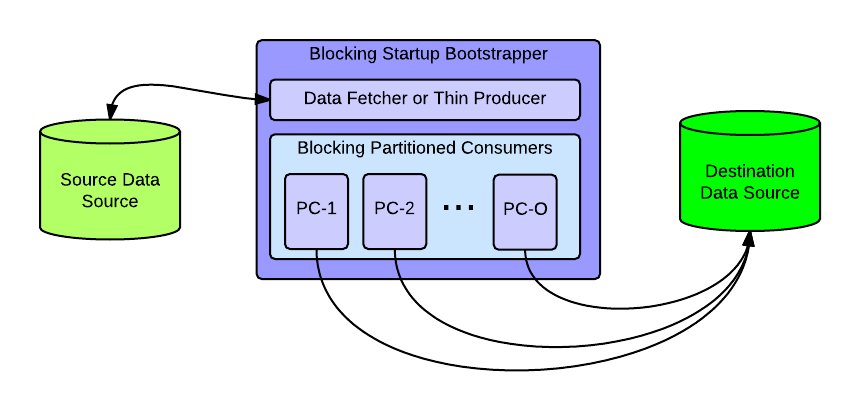 Blocking Startup Bootstrapper
Data Fetcher or Thin Producer
Blocking Partitioned Consumers
PC-1
PC-2
...
PC-O
Source Data
Source
Destination
Data Source